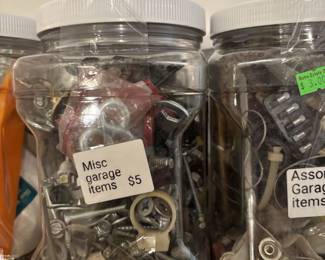 Misc
garage
items $5
Assor
Garag
items